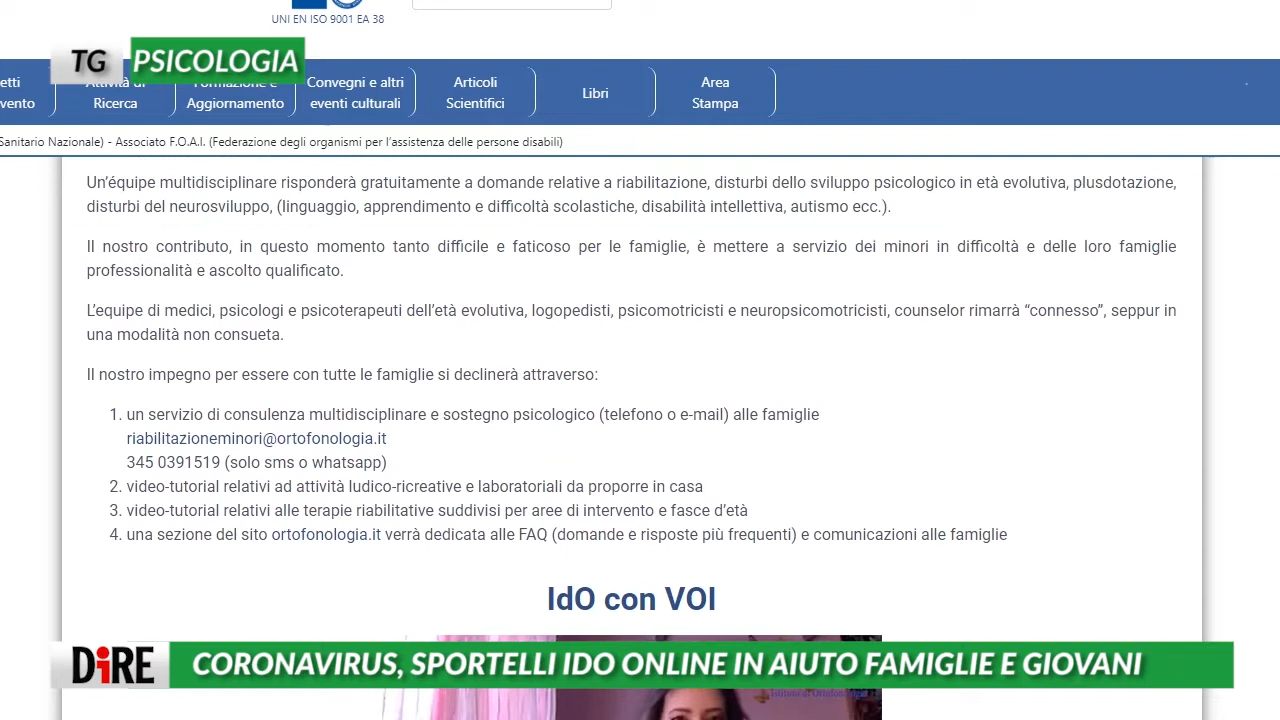 UNI EN ISO 9001 EA 38
TG PSICOLOGIA
etti
vento
Attività di
Ricerca
Formazione e
Aggiornamento
Convegni e altri
eventi culturali
Articoli
Scientifici
Libri
Area
Stampa
Sanitario Nazionale) - Associato F.O.A.I. (Federazione degli organismi per l’assistenza delle persone disabili)
Un’équipe multidisciplinare risponderà gratuitamente a domande relative a riabilitazione, disturbi dello sviluppo psicologico in età evolutiva, plusdotazione,
disturbi del neurosviluppo, (linguaggio, apprendimento e difficoltà scolastiche, disabilità intellettiva, autismo ecc.).
Il nostro contributo, in questo momento tanto difficile e faticoso per le famiglie, è mettere a servizio dei minori in difficoltà e delle loro famiglie
professionalità e ascolto qualificato.
L’equipe di medici, psicologi e psicoterapeuti dell’età evolutiva, logopedisti, psicomotricisti e neuropsicomotricisti, counselor rimarrà “connesso”, seppur in
una modalità non consueta.
Il nostro impegno per essere con tutte le famiglie si declinerà attraverso:
1. un servizio di consulenza multidisciplinare e sostegno psicologico (telefono o e-mail) alle famiglie
riabilitazioneminori@ortofonologia.it
345 0391519 (solo sms o whatsapp)
2. video-tutorial relativi ad attività ludico-ricreative e laboratoriali da proporre in casa
3. video-tutorial relativi alle terapie riabilitative suddivisi per aree di intervento e fasce d’età
4. una sezione del sito ortofonologia.it verrà dedicata alle FAQ (domande e risposte più frequenti) e comunicazioni alle famiglie
IdO con VOI
DiRE CORONAVIRUS, SPORTELLI IDO ONLINE IN AIUTO FAMIGLIE E GIOVANI